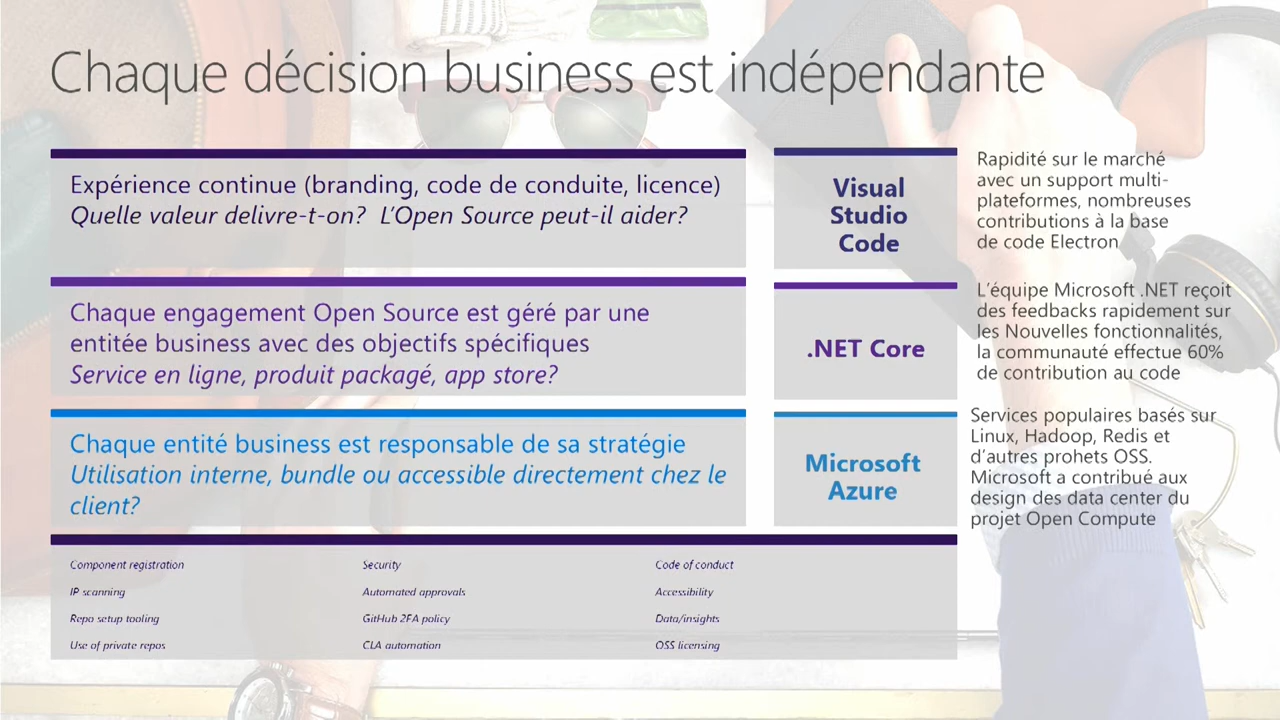 Chaque décision business est indépendante
Expérience continue (branding, code de conduite, licence)
Quelle valeur delivre-t-on? L'Open Source peut-il aider?
Visual
Studio
Code
Rapidité sur le marché
avec un support multi-
plateformes, nombreuses
contributions à la base
de code Electron
Chaque engagement Open Source est géré par une
entitée business avec des objectifs spécifiques
Service en ligne, produit packagé, app store?
.NET Core
L'équipe Microsoft .NET reçoit
des feedbacks rapidement sur
les Nouvelles fonctionnalités,
la communauté effectue 60%
de contribution au code
Chaque entité business est responsable de sa stratégie
Utilisation interne, bundle ou accessible directement chez le
client?
Microsoft
Azure
Services populaires basés sur
Linux, Hadoop, Redis et
d'autres prohets OSS.
Microsoft a contribué aux
design des data center du
projet Open Compute
Component registration
IP scanning
Repo setup tooling
Use of private repos
Security
Automated approvals
GitHub 2FA policy
CLA automation
Code of conduct
Accessibility
Data/insights
OSS licensing